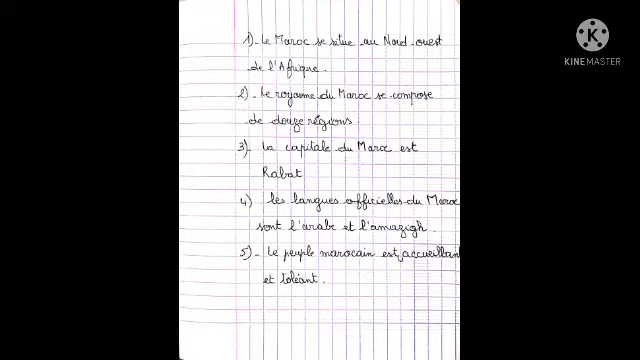 1). Le Maroc se situe au Nord-ouest
de l'Afrique.
2)_ Le royaume du Maroc se compose
de douze régions.
3)_ La capitale du Maroc est
Rabat
4) les langues officielles du Maroc
sont l'arabe et l'amazigh.
5)_ Le peuple marocain est accueillant
et toléant.
KINEMASTER